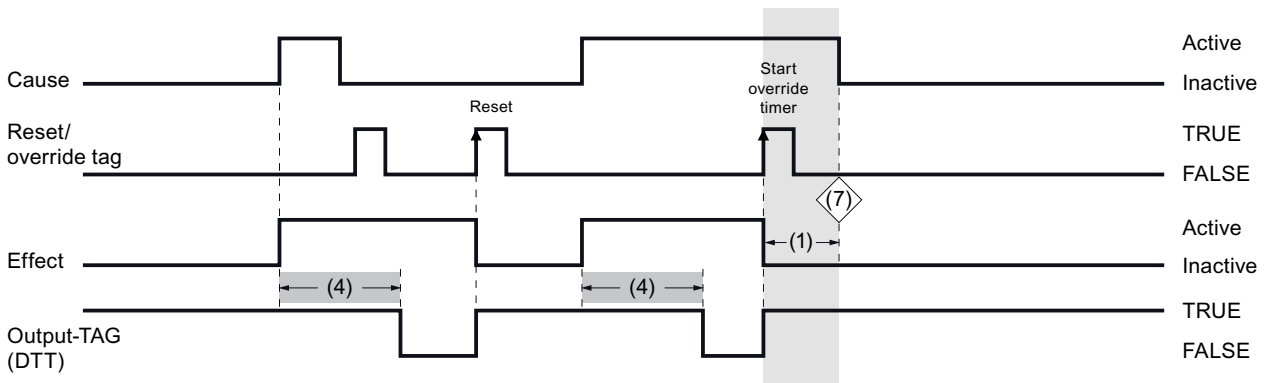 Active
Cause
Inactive
Start
override
timer
Reset
Reset/
override tag
TRUE
FALSE
(7)
Active
(1)
Effect
Inactive
(4)
(4)
TRUE
Output-TAG
(DTT)
FALSE